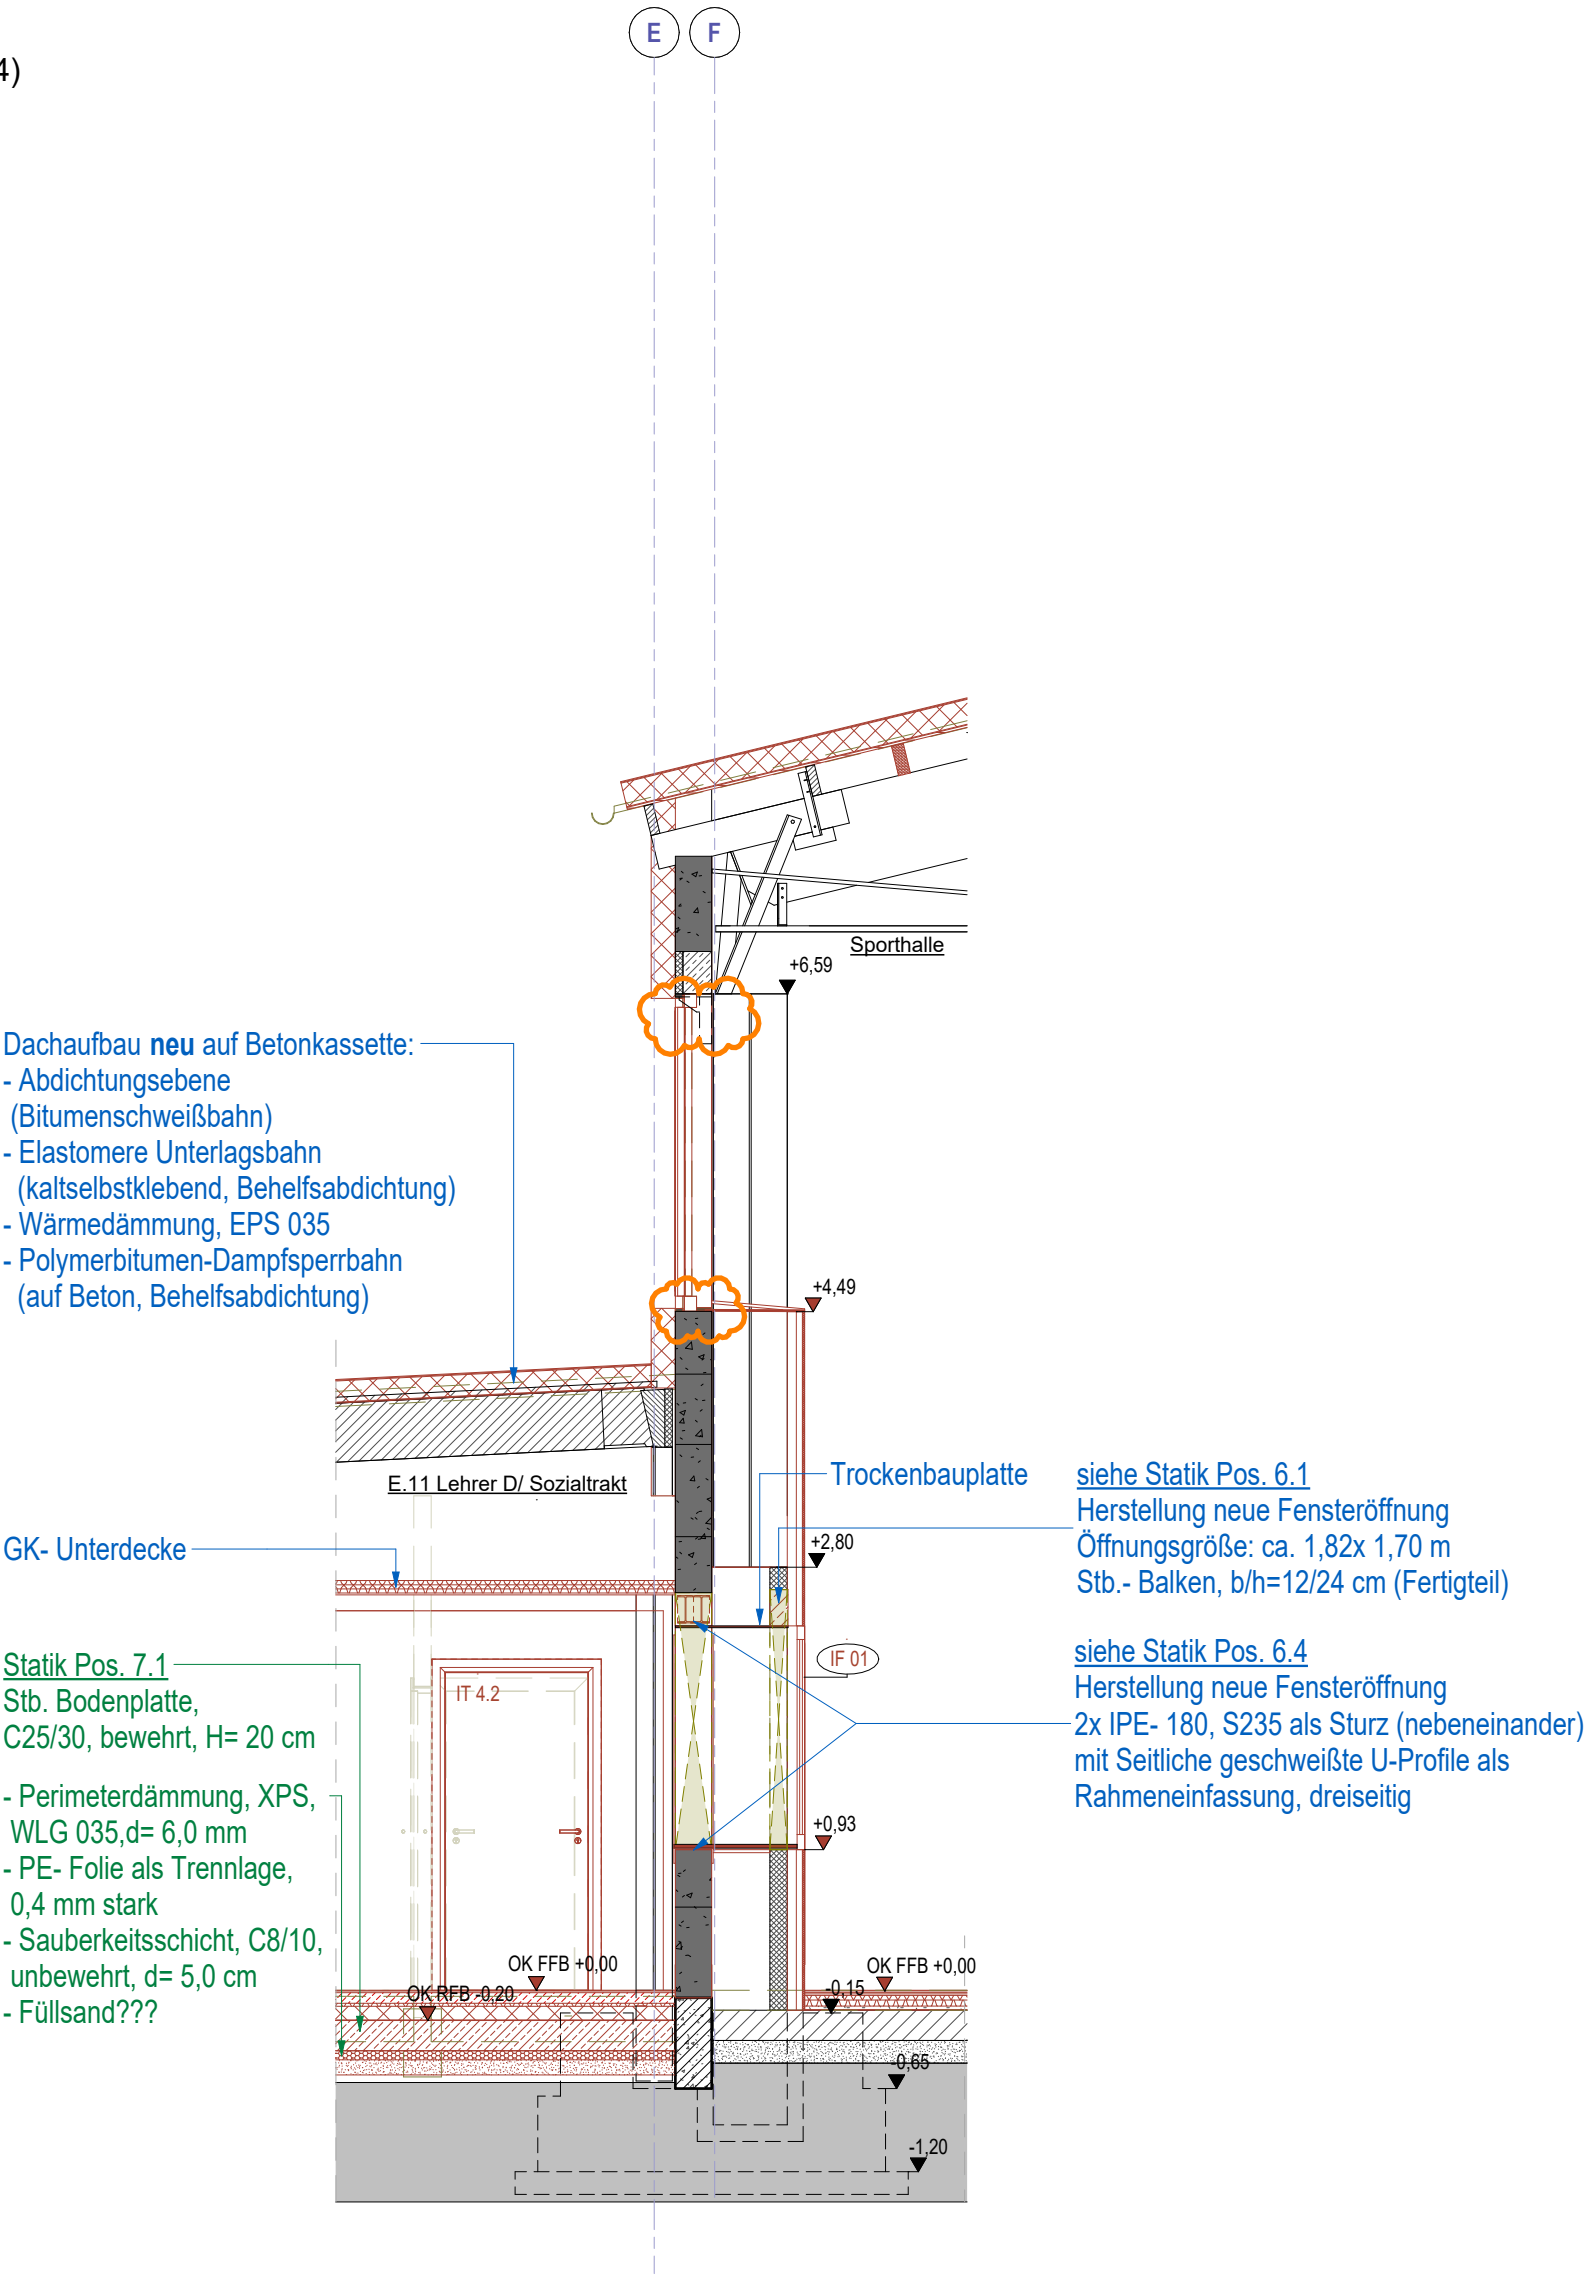 E F
4)
Sporthalle
+6,59
Dachaufbau neu auf Betonkassette:
- Abdichtungsebene
(Bitumenschweißbahn)
- Elastomere Unterlagsbahn
(kaltselbstklebend, Behelfsabdichtung)
- Wärmedämmung, EPS 035
- Polymerbitumen-Dampfsperrbahn
(auf Beton, Behelfsabdichtung)
+4,49
E.11 Lehrer D/ Sozialtrakt
Trockenbauplatte
siehe Statik Pos. 6.1
Herstellung neue Fensteröffnung
Öffnungsgröße: ca. 1,82x 1,70 m
Stb.- Balken, b/h=12/24 cm (Fertigteil)
+2,80
GK- Unterdecke
siehe Statik Pos. 6.4
Herstellung neue Fensteröffnung
2x IPE- 180, S235 als Sturz (nebeneinander)
mit Seitliche geschweißte U-Profile als
Rahmeneinfassung, dreiseitig
IF 01
IT 4.2
+0,93
Statik Pos. 7.1
Stb. Bodenplatte,
C25/30, bewehrt, H= 20 cm
- Perimeterdämmung, XPS,
WLG 035,d= 6,0 mm
- PE- Folie als Trennlage,
0,4 mm stark
- Sauberkeitsschicht, C8/10,
unbewehrt, d= 5,0 cm
- Füllsand???
OK FFB +0,00
OK RFB -0,20
OK FFB +0,00
-0,15
-0,65
-1,20